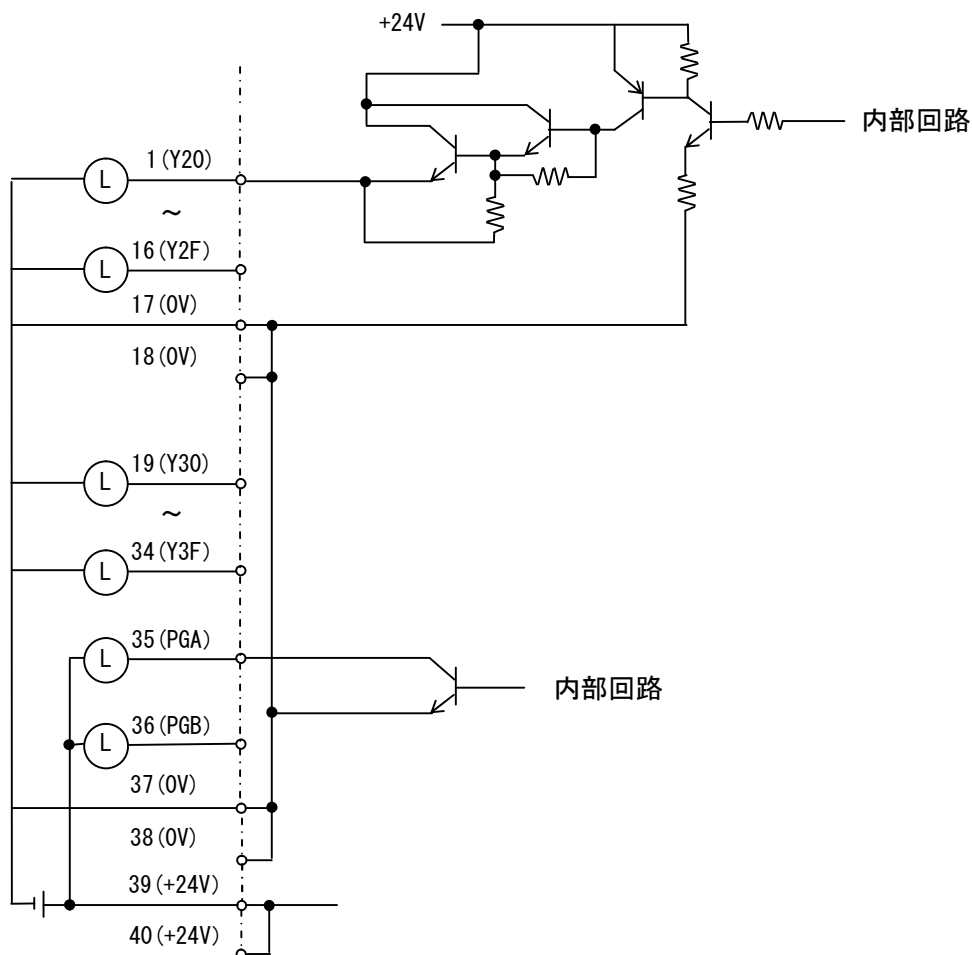 +24V
内部回路
1(Y20)
L
~
16(Y2F)
L
17(0V)
18(0V)
19(Y30)
L
~
34(Y3F)
L
35(PGA)
L
内部回路
36(PGB)
L
37(0V)
38(0V)
39(+24V)
40(+24V)